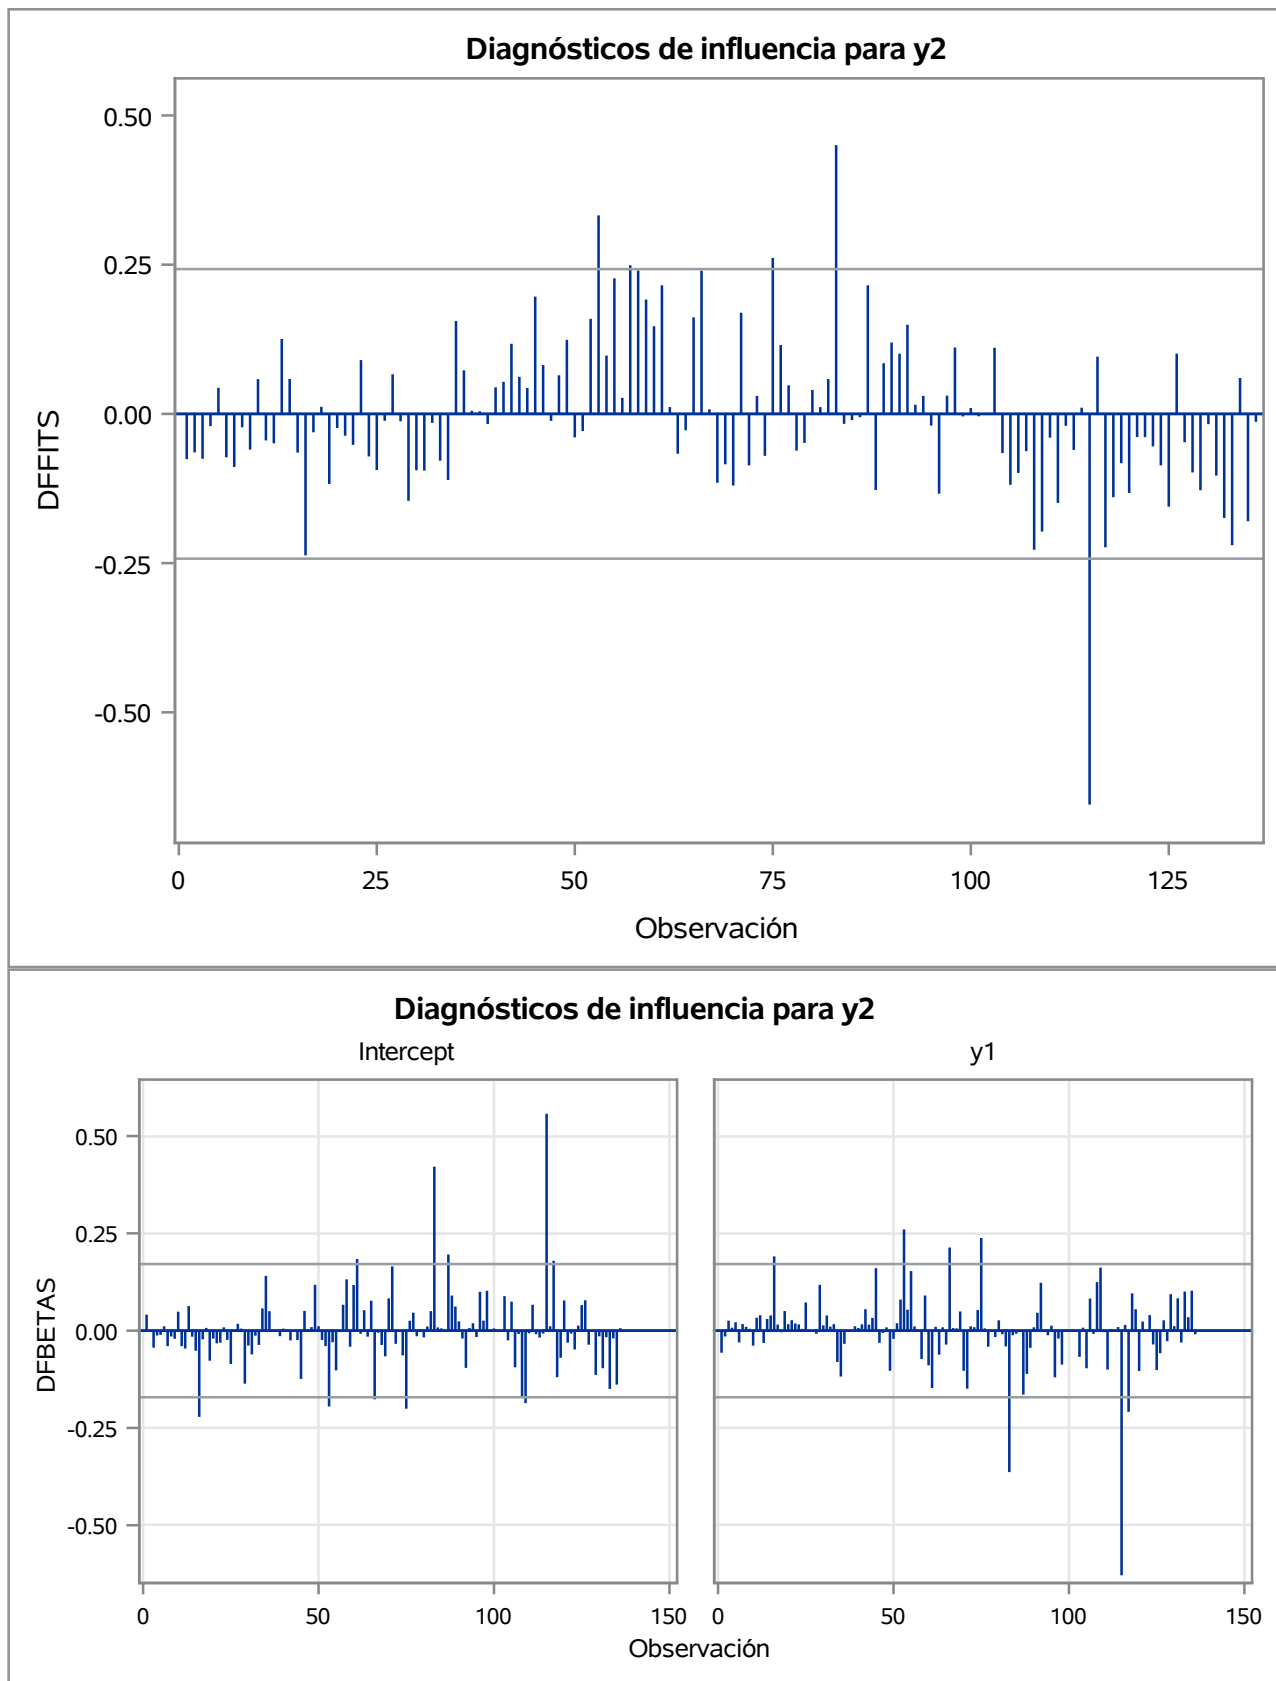 Diagnósticos de influencia para y2
0.50
0.25
0.00
-0.25
-0.50
DFFITS
0 25 50 75 100 125
Observación
Diagnósticos de influencia para y2
Intercept y1
0.50
0.25
0.00
-0.25
-0.50
DFBETAS
0 50 100 150 0 50 100 150
Observación